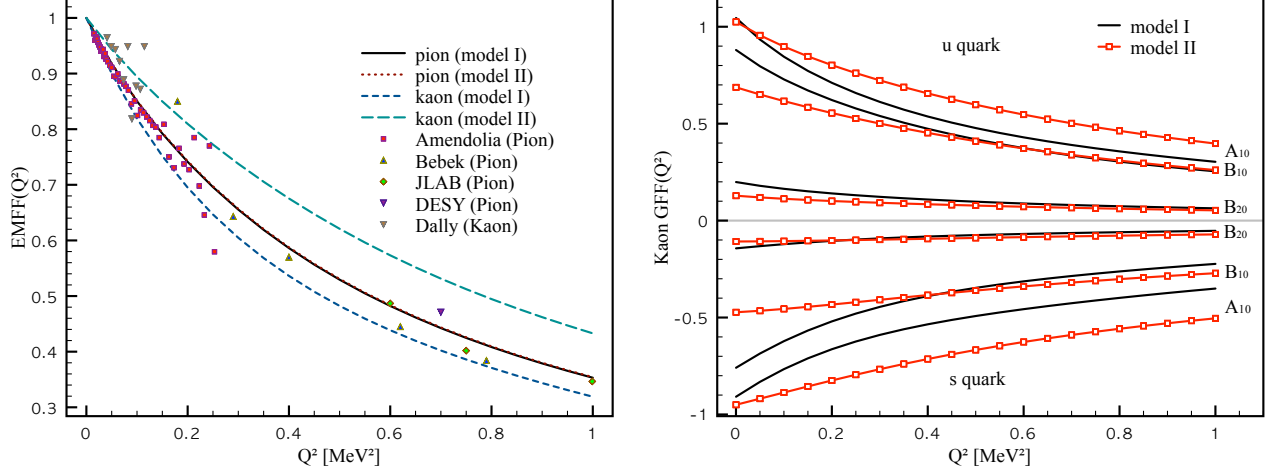 EMFF(Q²)
1
0.9
0.8
0.7
0.6
0.5
0.4
0.3
0
0.2
0.4
0.6
0.8
1
Q² [MeV²]
pion (model I)
pion (model II)
kaon (model I)
kaon (model II)
Amendolia (Pion)
Bebek (Pion)
JLAB (Pion)
DESY (Pion)
Dally (Kaon)
Kaon GFF(Q²)
1
0.5
0
-0.5
-1
0
0.2
0.4
0.6
0.8
1
Q² [MeV²]
u quark
model I
model II
A10
B10
B20
B20
B10
A10
s quark